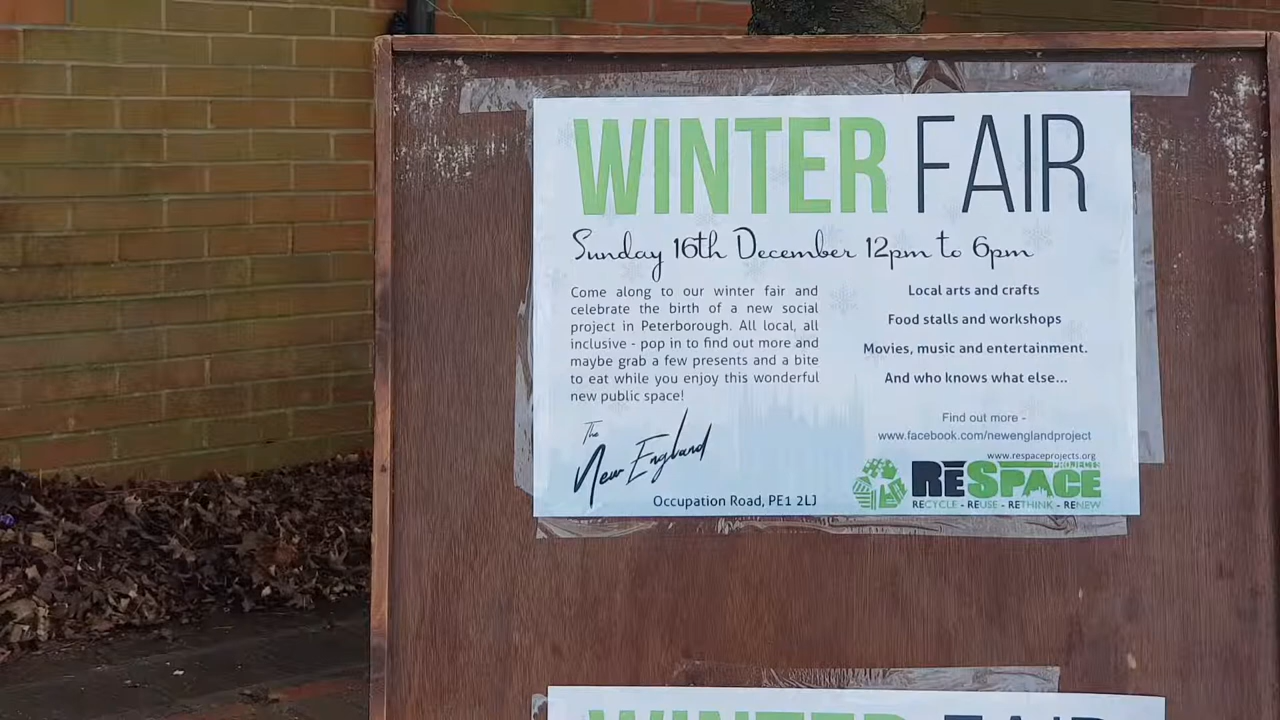 WINTER FAIR
Sunday 16th December 12pm to 6pm
Come along to our winter fair and
celebrate the birth of a new social
project in Peterborough. All local, all
inclusive - pop in to find out more and
maybe grab a few presents and a bite
to eat while you enjoy this wonderful
new public space!
The
New England
Occupation Road, PE1 2LJ
Local arts and crafts
Food stalls and workshops
Movies, music and entertainment.
And who knows what else...
Find out more -
www.facebook.com/newenglandproject
www.respaceprojects.org
RESPACE
PROJECTS
RECYCLE - REUSE - RETHINK - RENEW
WINTER FAIR